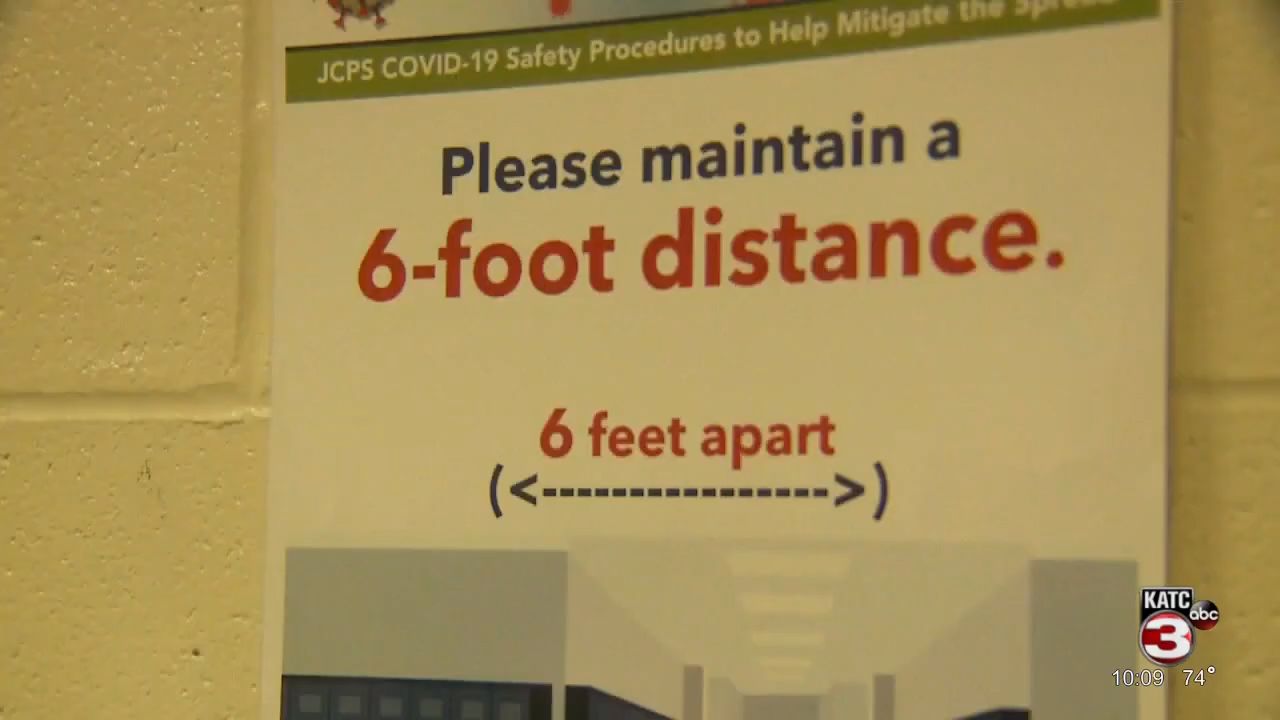 JCPS COVID-19 Safety Procedures to Help Mitigate the Spread
Please maintain a
6-foot distance.
6 feet apart
(<---------------->)
KATC
abc
3
10:09 74°